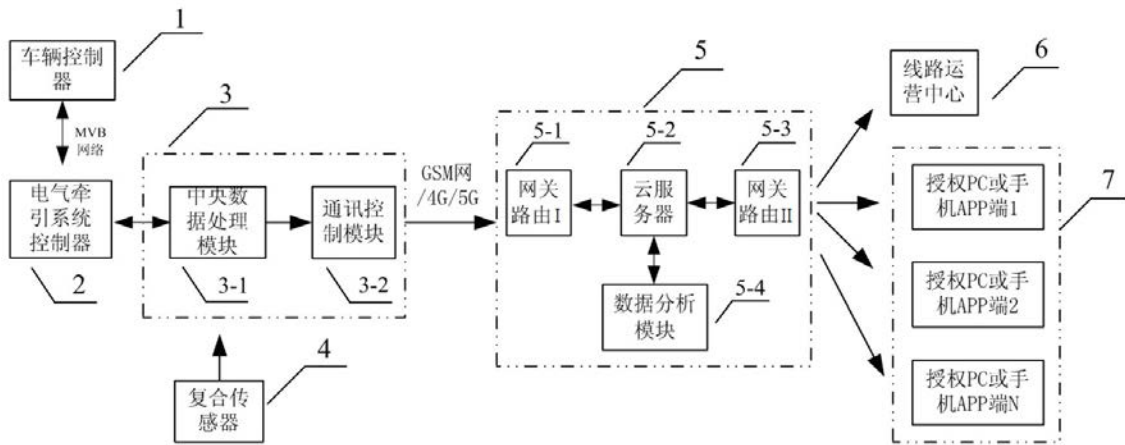 1
车辆控制
器
MVB
网络
电气牵
引系统
控制器
2
3
中央数
据处理
模块
3-1
通讯控
制模块
3-2
复合传
感器
4
GSM网
/4G/5G
5
5-1
网关
路由I
5-2
云服
务器
5-3
网关
路由II
数据分析
模块
5-4
线路运
营中心
6
授权PC或手
机APP端1
授权PC或手
机APP端2
授权PC或手
机APP端N
7